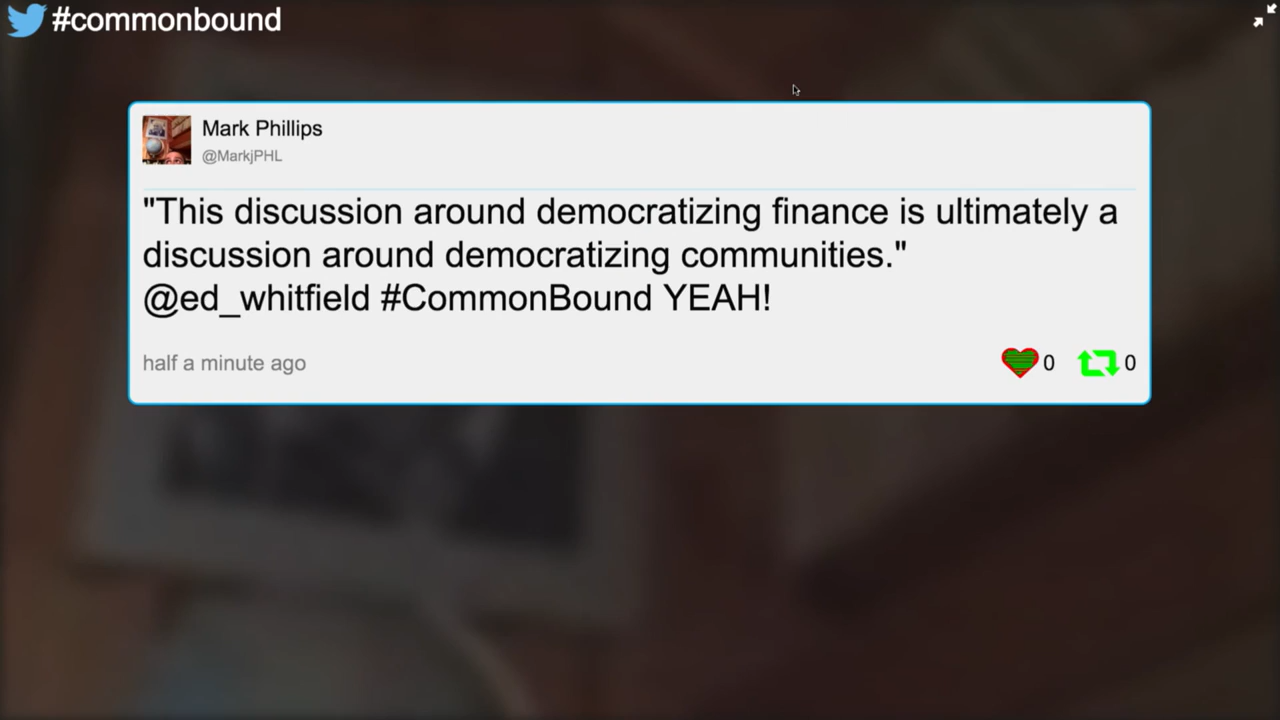 #commonbound
Mark Phillips
@MarkjPHL
"This discussion around democratizing finance is ultimately a
discussion around democratizing communities."
@ed_whitfield #CommonBound YEAH!
half a minute ago
0 0